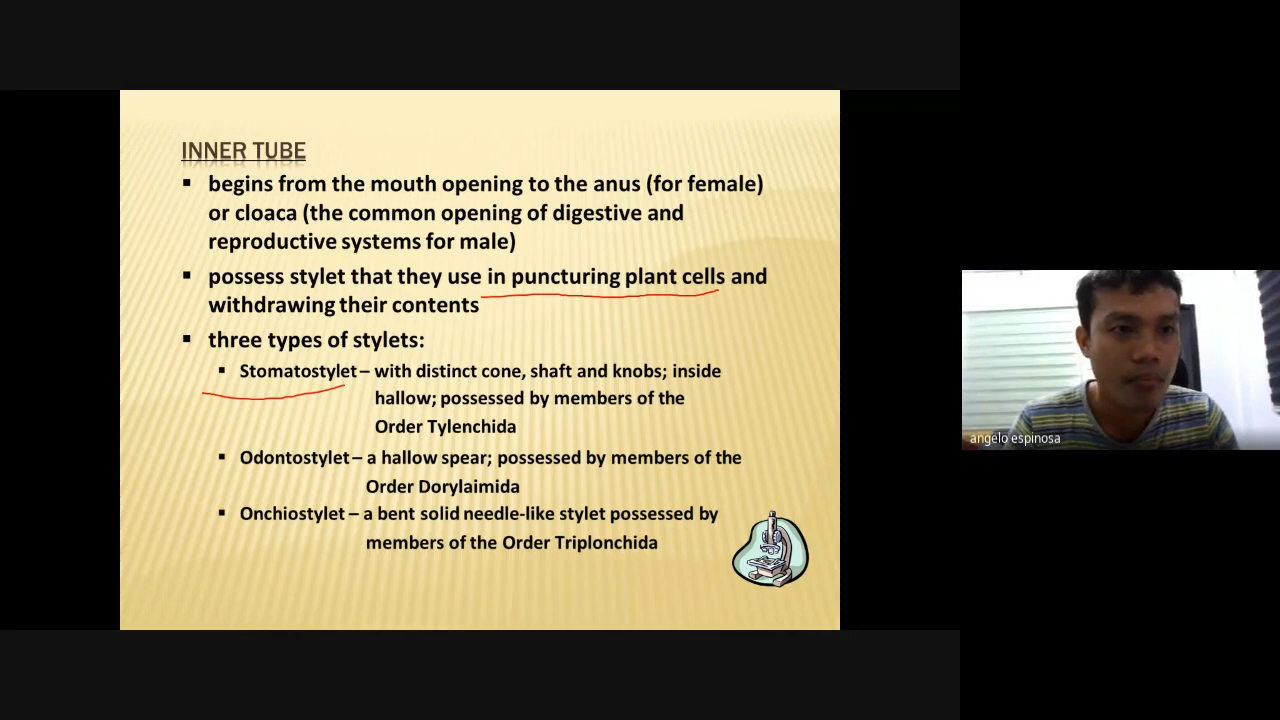 INNER TUBE
▪ begins from the mouth opening to the anus (for female)
or cloaca (the common opening of digestive and
reproductive systems for male)
▪ possess stylet that they use in puncturing plant cells and
withdrawing their contents
▪ three types of stylets:
▪ Stomatostylet – with distinct cone, shaft and knobs; inside
hallow; possessed by members of the
Order Tylenchida
▪ Odontostylet – a hallow spear; possessed by members of the
Order Dorylaimida
▪ Onchiostylet – a bent solid needle-like stylet possessed by
members of the Order Triplonchida
angelo espinosa